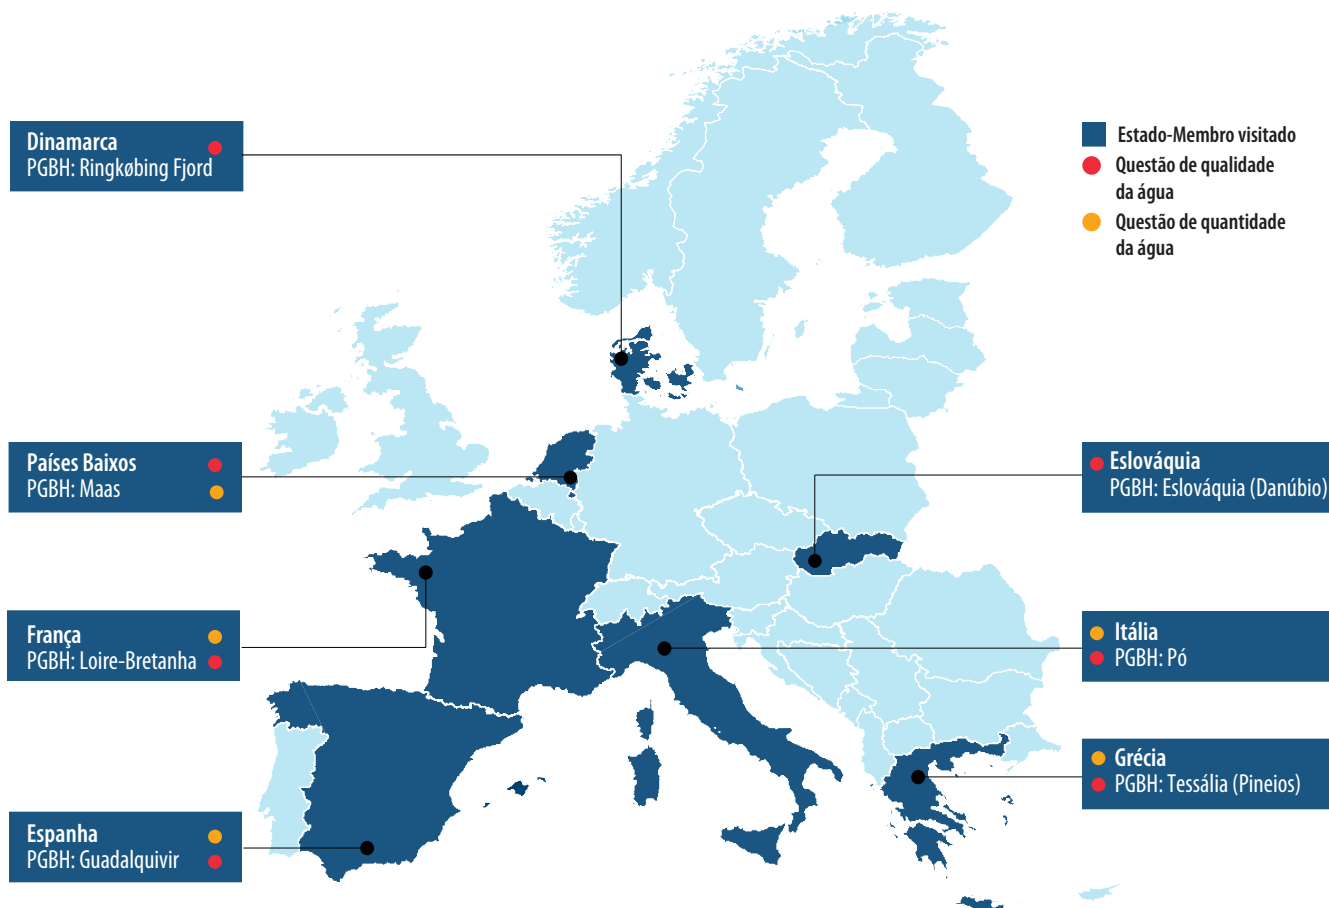 Dinamarca
PGBH: Ringkøbing Fjord
Estado-Membro visitado
Questão de qualidade
da água
Questão de quantidade
da água
Países Baixos
PGBH: Maas
Eslováquia
PGBH: Eslováquia (Danúbio)
França
PGBH: Loire-Bretanha
Itália
PGBH: Pó
Grécia
PGBH: Tessália (Pineios)
Espanha
PGBH: Guadalquivir